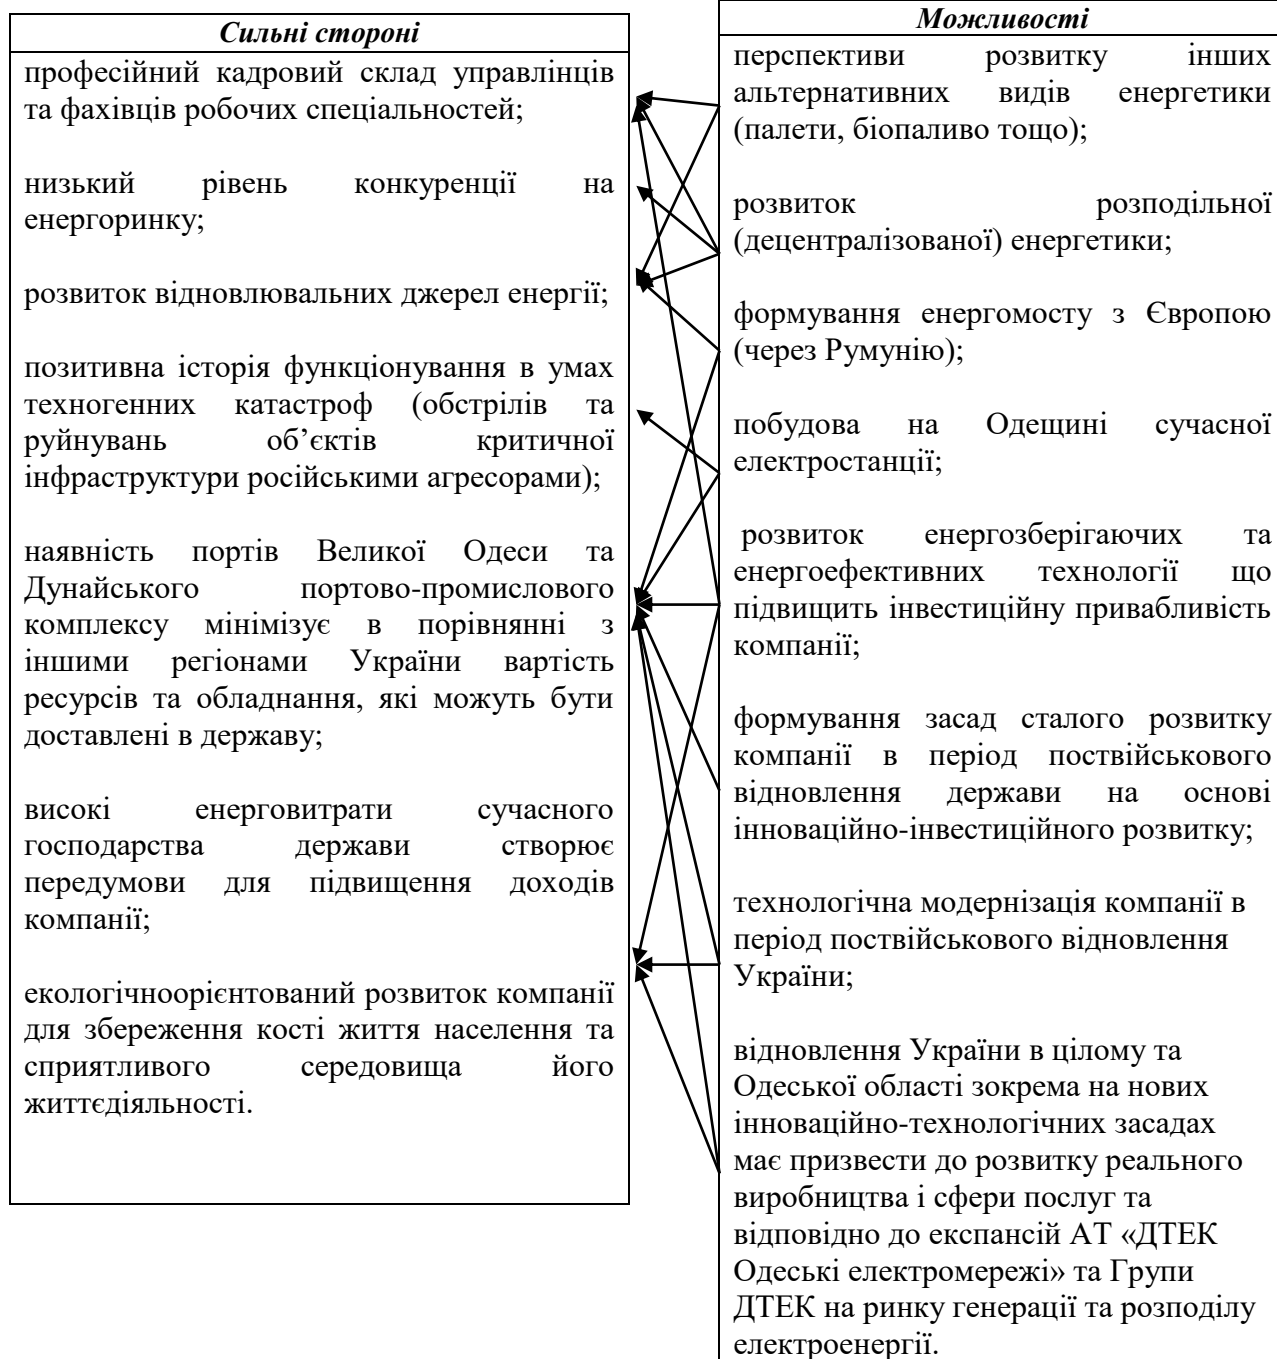 Сильні стороні
професійний кадровий склад управлінців
та фахівців робочих спеціальностей;
низький рівень конкуренції на
енергоринку;
розвиток відновлювальних джерел енергії;
позитивна історія функціонування в умах
техногенних катастроф (обстрілів та
руйнувань об’єктів критичної
інфраструктури російськими агресорами);
наявність портів Великої Одеси та
Дунайського портово-промислового
комплексу мінімізує в порівнянні з
іншими регіонами України вартість
ресурсів та обладнання, які можуть бути
доставлені в державу;
високі енерговитрати сучасного
господарства держави створює
передумови для підвищення доходів
компанії;
екологічноорієнтований розвиток компанії
для збереження кості життя населення та
сприятливого середовища його
життєдіяльності.
Можливості
перспективи розвитку інших
альтернативних видів енергетики
(палети, біопаливо тощо);
розвиток розподільної
(децентралізованої) енергетики;
формування енергомосту з Європою
(через Румунію);
побудова на Одещині сучасної
електростанції;
розвиток енергозберігаючих та
енергоефективних технології що
підвищить інвестиційну привабливість
компанії;
формування засад сталого розвитку
компанії в період поствійськового
відновлення держави на основі
інноваційно-інвестиційного розвитку;
технологічна модернізація компанії в
період поствійськового відновлення
України;
відновлення України в цілому та
Одеської області зокрема на нових
інноваційно-технологічних засадах
має призвести до розвитку реального
виробництва і сфери послуг та
відповідно до експансій АТ «ДТЕК
Одеські електромережі» та Групи
ДТЕК на ринку генерації та розподілу
електроенергії.